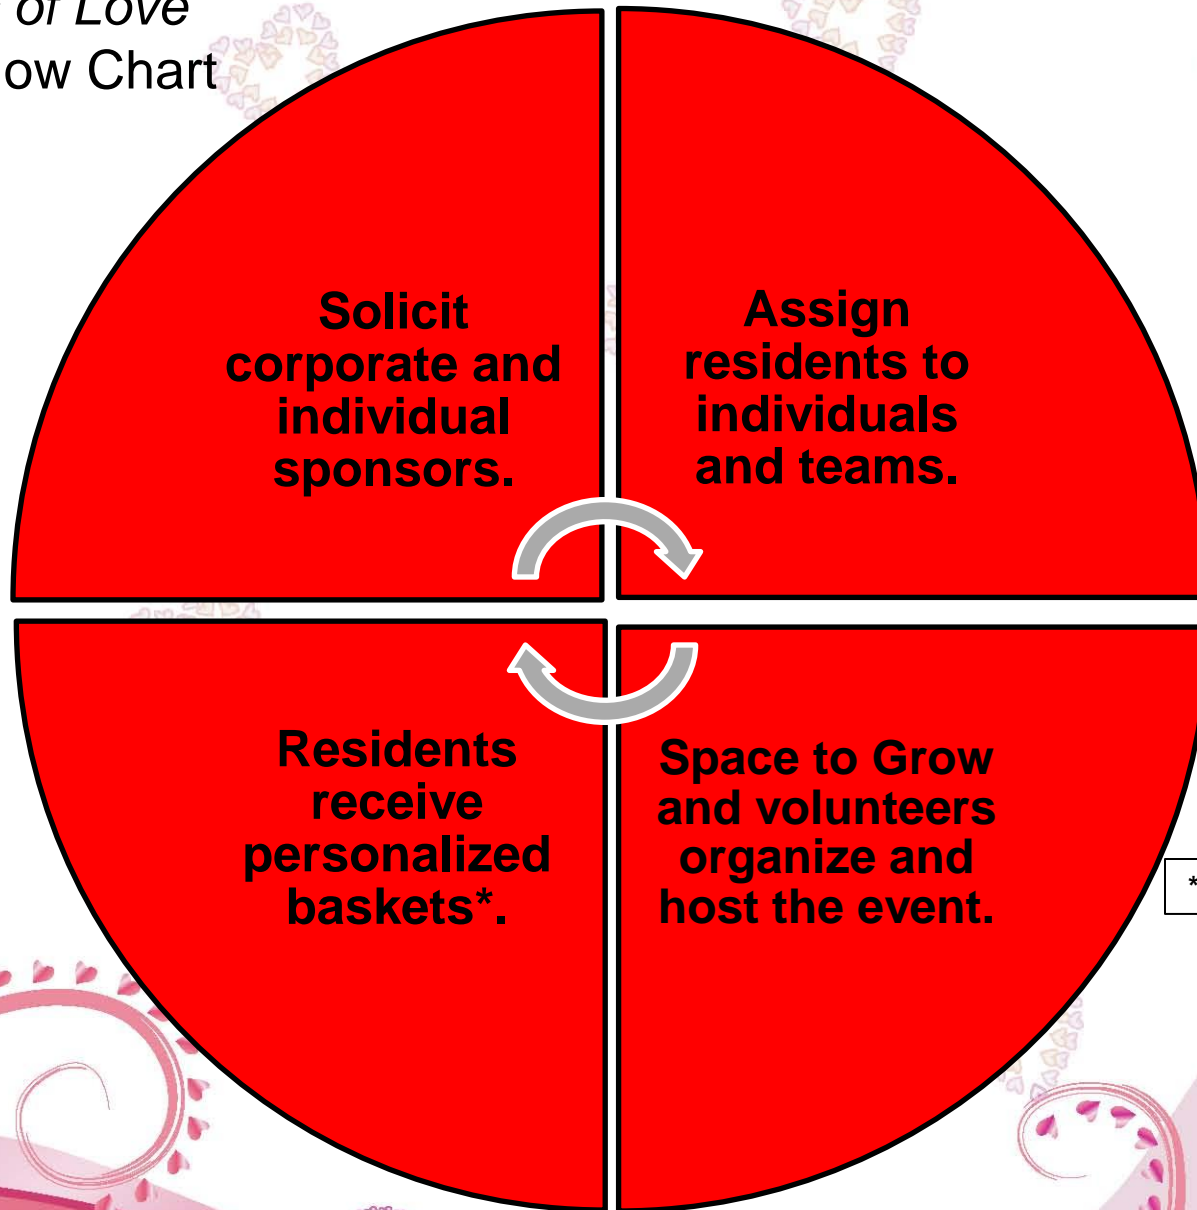 of Love
ow Chart
Solicit
corporate and
individual
sponsors.
Assign
residents to
individuals
and teams.
Residents
receive
personalized
baskets*.
Space to Grow
and volunteers
organize and
host the event.
*